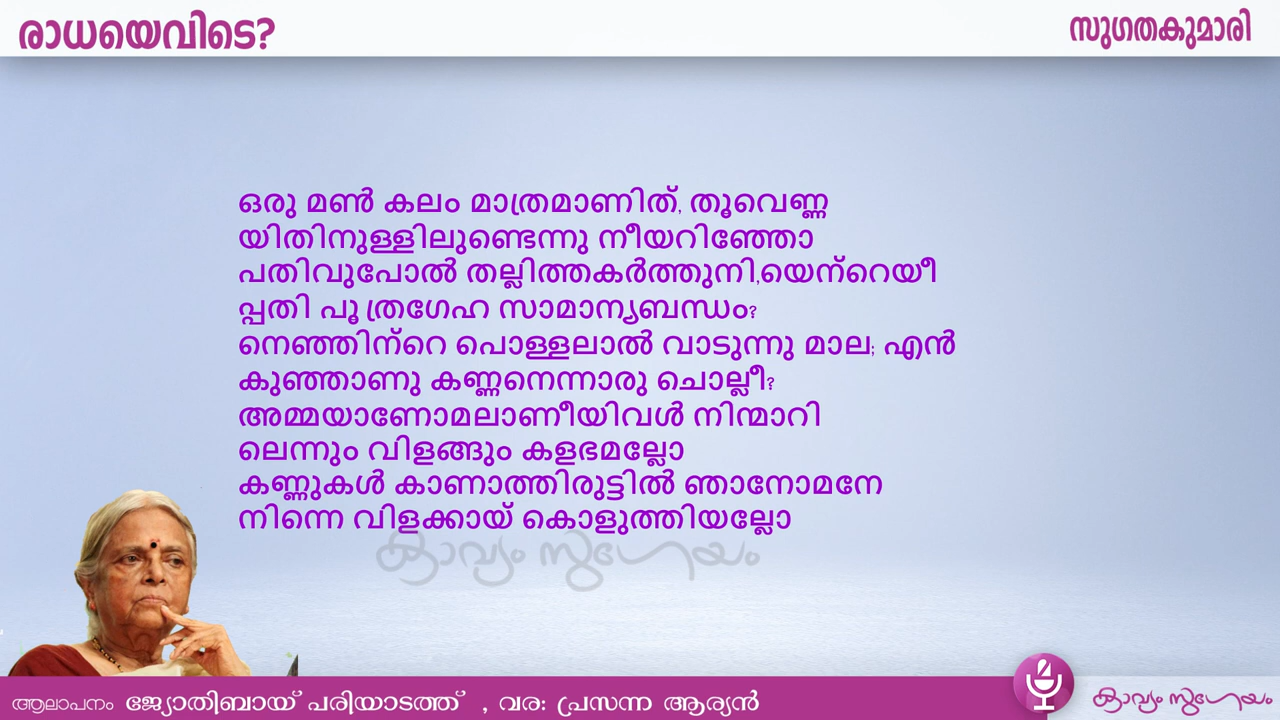 രാധയെവിടെ?
സുഗതകുമാരി
ഒരു മൺ കലം മാത്രമാണിത്, തൂവെണ്ണ
യിതിനുള്ളിലുണ്ടെന്നു നീയറിഞ്ഞോ
പതിവുപോൽ തല്ലിത്തകർത്തുനി,യെന്റെയീ
പ്പതി പൂ ത്രഗേഹ സാമാന്യബന്ധം?
നെഞ്ഞിന്റെ പൊള്ളലാൽ വാടുന്നു മാല; എൻ
കുഞ്ഞാണു കണ്ണനെന്നാരു ചൊല്ലീ?
അമ്മയാണോമലാണീയിവൾ നിന്മാറി
ലെന്നും വിളങ്ങും കളഭമല്ലോ
കണ്ണുകൾ കാണാത്തിരുട്ടിൽ ഞാനോമനേ
നിന്നെ വിളക്കായ് കൊളുത്തിയല്ലോ
കാവ്യം സുഗേയം
ആലാപനം ജ്യോതിബായ് പരിയാടത്ത് , വര: പ്രസന്ന ആര്യൻ
കാവ്യം സുഗേയം